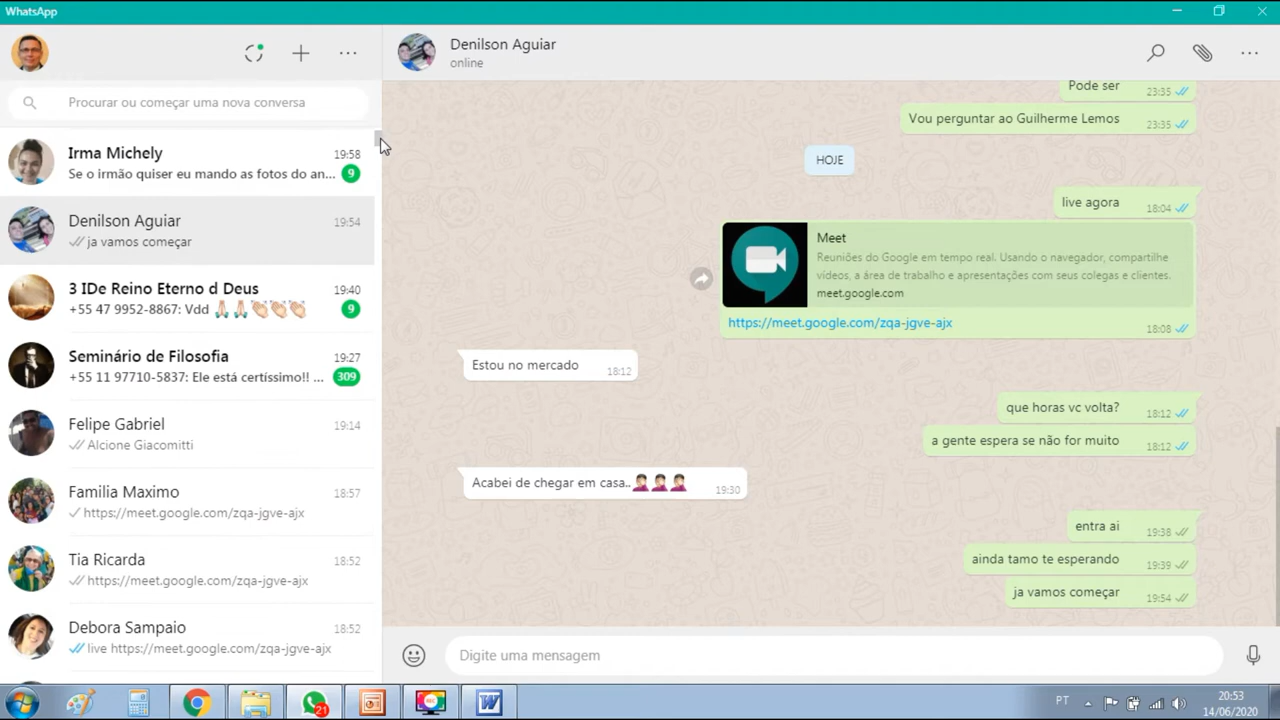 WhatsApp
Procurar ou começar uma nova conversa
Irma Michely 19:58
Se o irmão quiser eu mando as fotos do an... 9
Denilson Aguiar 19:54
ja vamos começar
3 IDe Reino Eterno d Deus 19:40
+55 47 9952-8867: Vdd 🙏🏻🙏🏻👏🏻👏🏻👏🏻 9
Seminário de Filosofia 19:27
+55 11 97710-5837: Ele está certíssimo!! ... 309
Felipe Gabriel 19:14
Alcione Giacomitti
Familia Maximo 18:57
https://meet.google.com/zqa-jgve-ajx
Tia Ricarda 18:52
https://meet.google.com/zqa-jgve-ajx
Debora Sampaio 18:52
live https://meet.google.com/zqa-jgve-ajx
Denilson Aguiar
online
Pode ser 23:35
Vou perguntar ao Guilherme Lemos 23:35
HOJE
live agora 18:04
Meet
Reuniões do Google em tempo real. Usando o navegador, compartilhe
vídeos, a área de trabalho e apresentações com seus colegas e clientes.
meet.google.com
https://meet.google.com/zqa-jgve-ajx 18:08
Estou no mercado 18:12
que horas vc volta? 18:12
a gente espera se não for muito 18:12
Acabei de chegar em casa..🤦🏻🤦🏻🤦🏻 19:30
entra ai 19:38
ainda tamo te esperando 19:39
ja vamos começar 19:54
Digite uma mensagem
21
REC
W
PT
20:53
14/06/2020